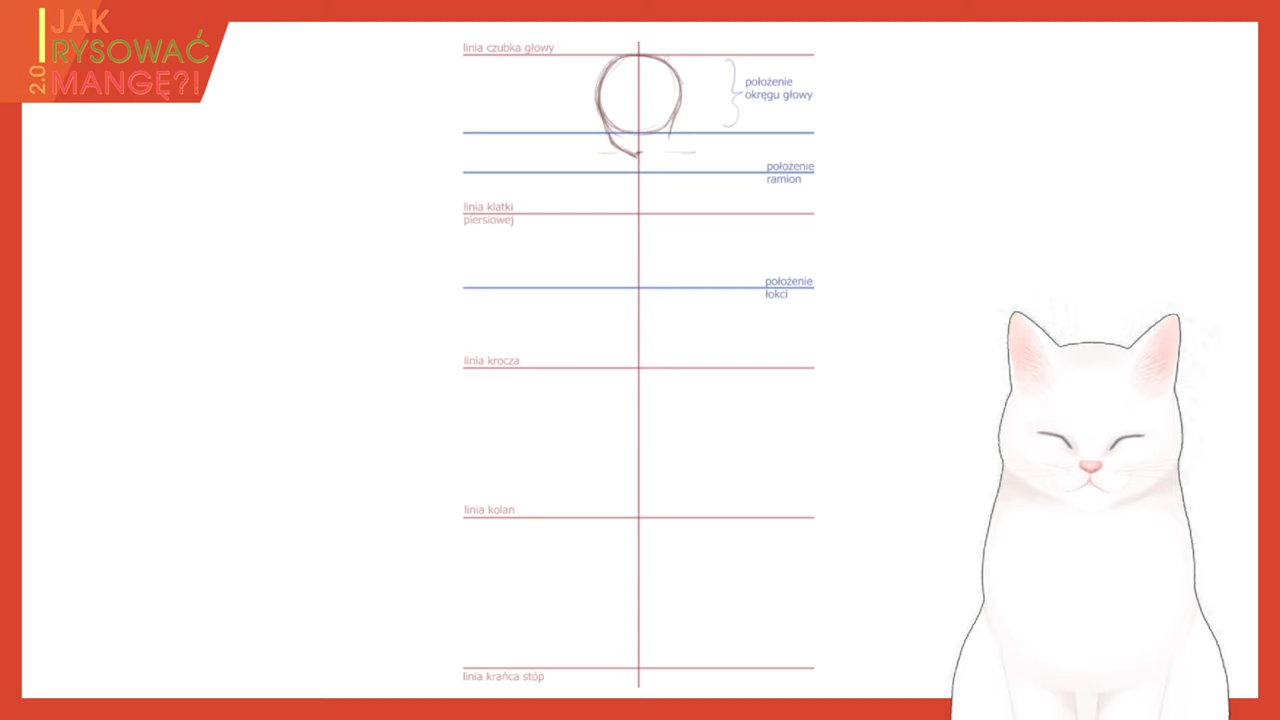 JAK
RYSOWAĆ
MANGĘ?!
2.0
linia czubka głowy
położenie
okręgu głowy
położenie
ramion
linia klatki
piersiowej
położenie
łokci
linia krocza
linia kolan
linia krańca stóp